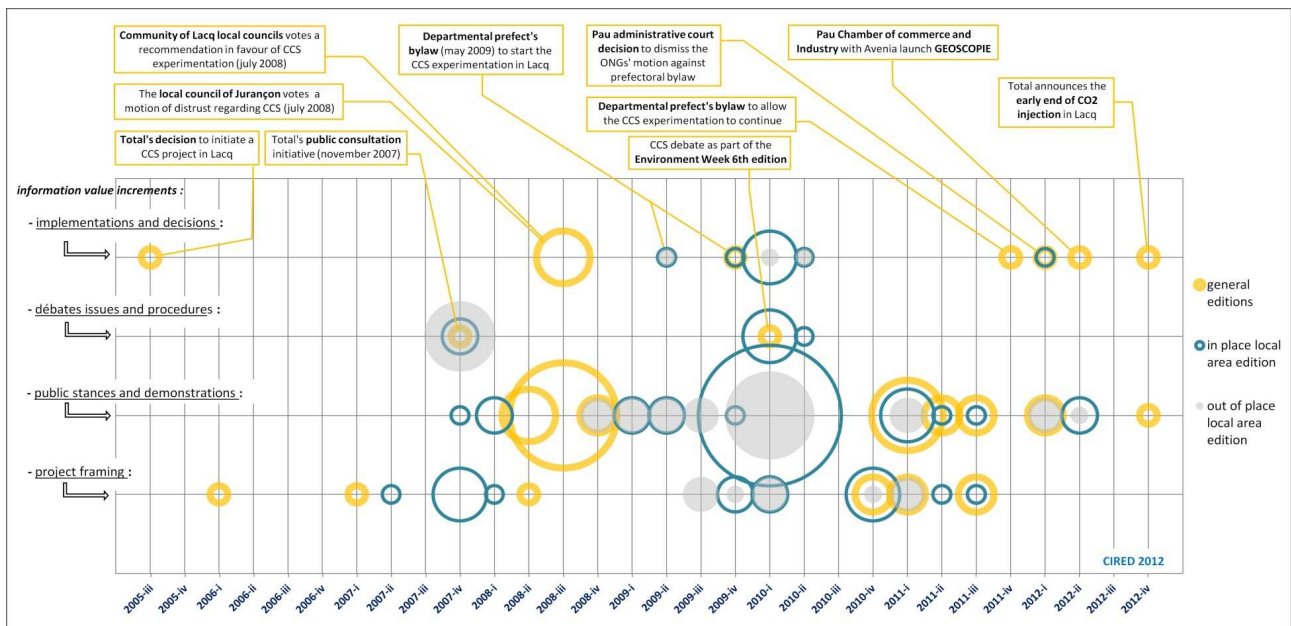 Community of Lacq local councils votes a
recommendation in favour of CCS
experimentation (july 2008)
Departmental prefect's
bylaw (may 2009) to start the
CCS experimentation in Lacq
Pau administrative court
decision to dismiss the
ONGs' motion against
prefectoral bylaw
Pau Chamber of commerce and
Industry with Avenia launch GEOSCOPIE
The local council of Jurançon votes a
motion of distrust regarding CCS (july 2008)
Departmental prefect's bylaw to allow
the CCS experimentation to continue
Total announces the
early end of CO2
injection in Lacq
Total's decision to initiate a
CCS project in Lacq
Total's public consultation
initiative (november 2007)
CCS debate as part of the
Environment Week 6th edition
information value increments :
- implementations and decisions :
- débates issues and procedures :
- public stances and demonstrations :
- project framing :
general
editions
in place local
area edition
out of place
local area
edition
CIRED 2012
2005-iii
2005-iv
2006-i
2006-ii
2006-iii
2006-iv
2007-i
2007-ii
2007-iii
2007-iv
2008-i
2008-ii
2008-iii
2008-iv
2009-i
2009-ii
2009-iii
2009-iv
2010-i
2010-ii
2010-iii
2010-iv
2011-i
2011-ii
2011-iii
2011-iv
2012-i
2012-ii
2012-iii
2012-iv